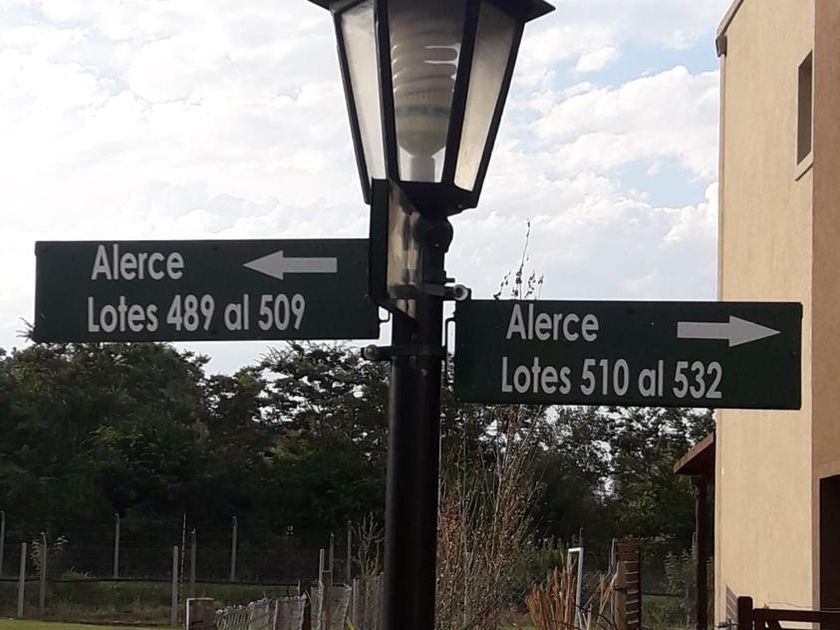 Alerce
Lotes 489 al 509
Alerce
Lotes 510 al 532